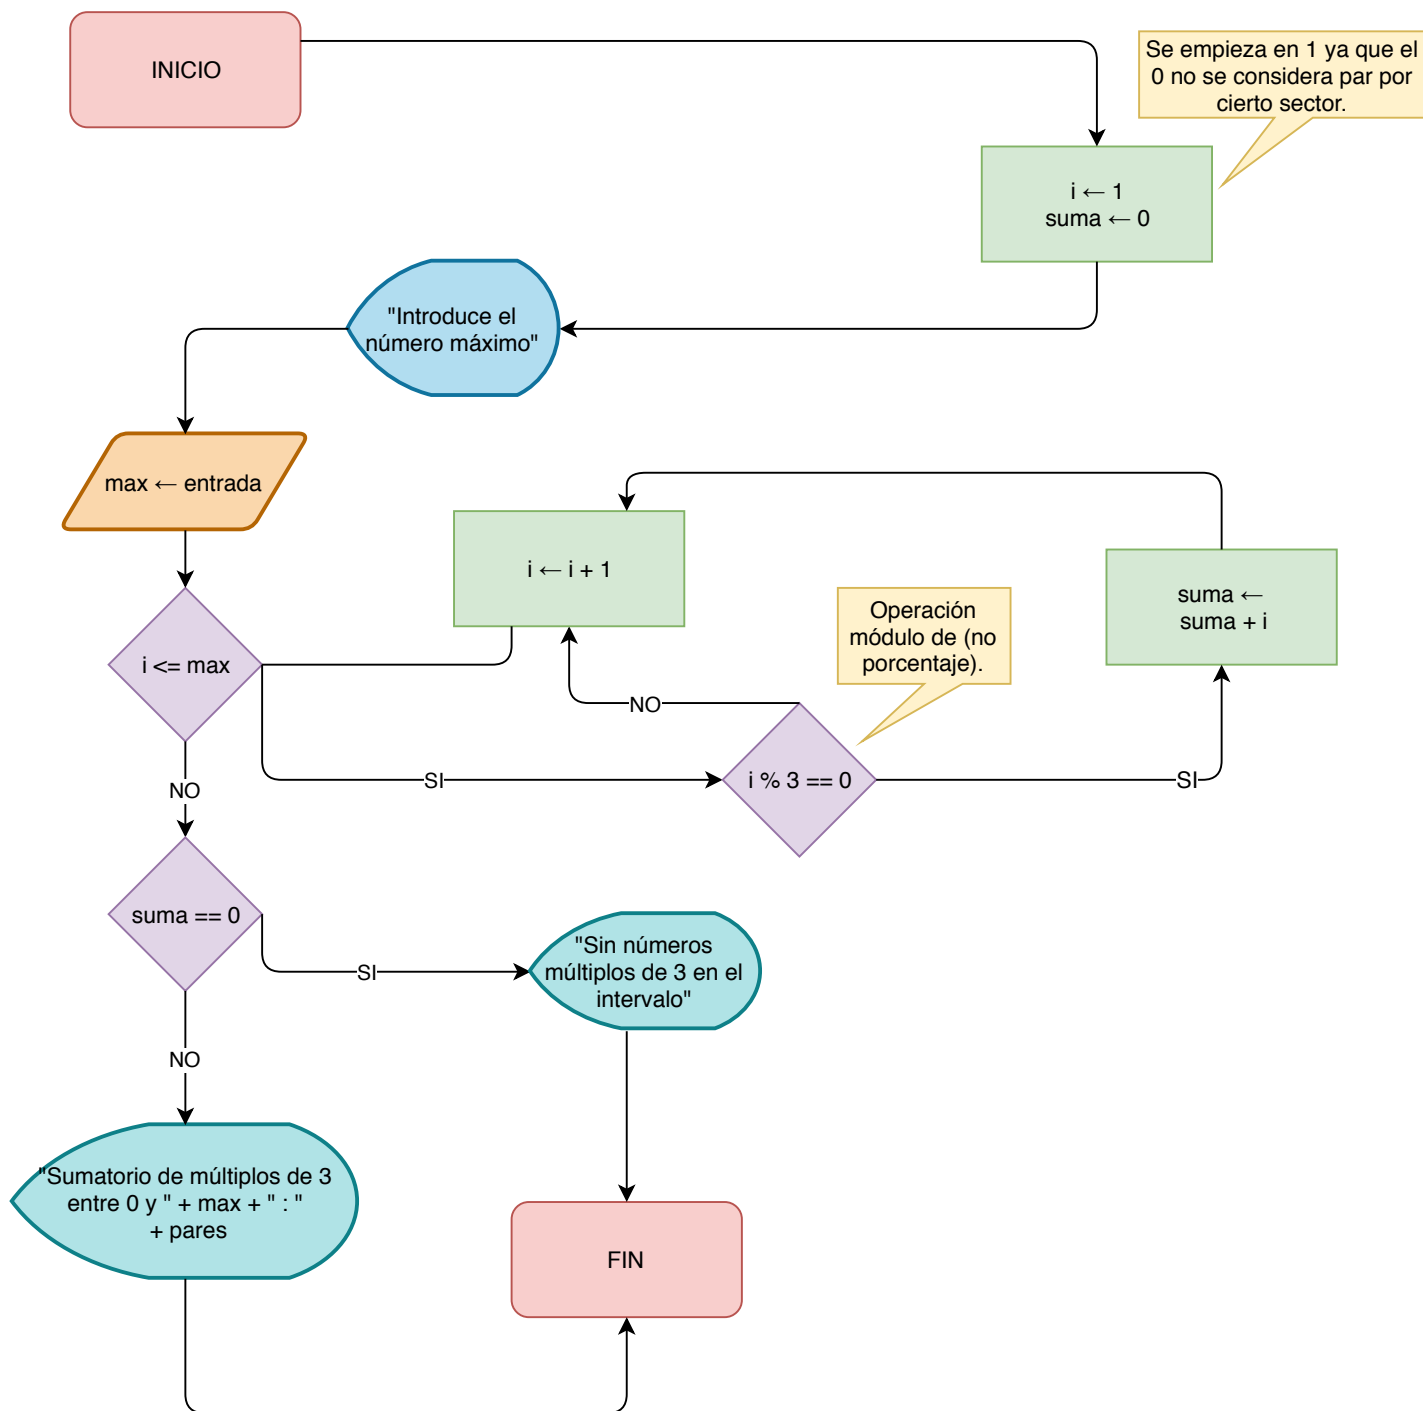 INICIO
Se empieza en 1 ya que el
0 no se considera par por
cierto sector.
i ← 1
suma ← 0
"Introduce el
número máximo"
max ← entrada
i ← i + 1
suma ←
suma + i
Operación
módulo de (no
porcentaje).
i <= max
NO
SI
i % 3 == 0
SI
NO
suma == 0
SI
"Sin números
múltiplos de 3 en el
intervalo"
NO
"Sumatorio de múltiplos de 3
entre 0 y " + max + " : "
+ pares
FIN